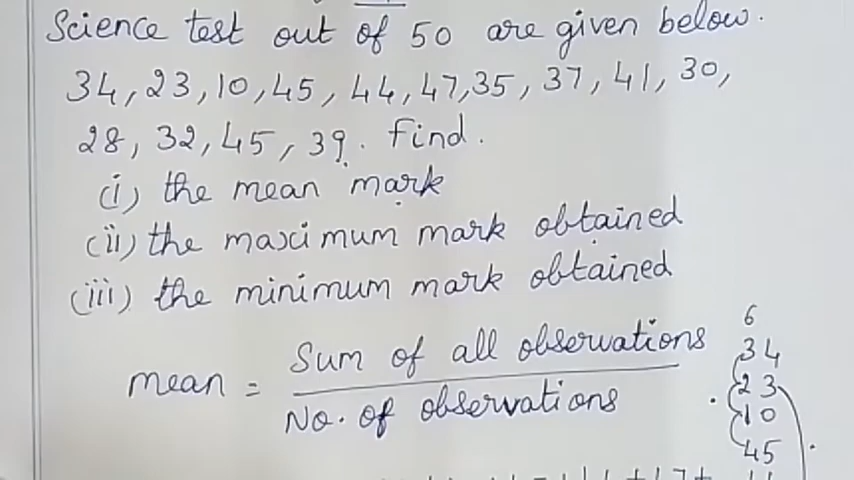 Science test out of 50 are given below.
34, 23, 10, 45, 44, 47, 35, 37, 41, 30,
28, 32, 45, 39. Find.
(i) the mean mark
(ii) the maximum mark obtained
(iii) the minimum mark obtained
mean = Sum of all observations
No. of observations
6
34
23
10
45